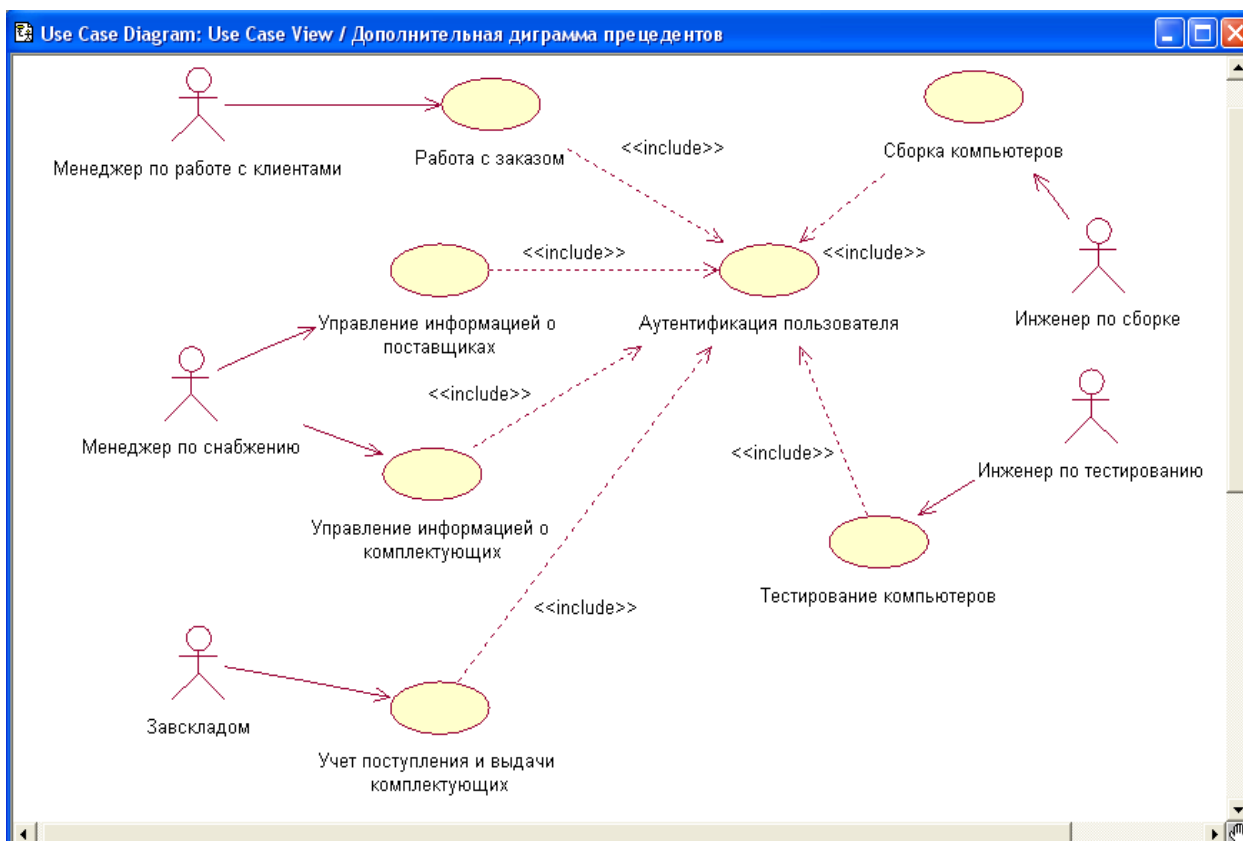 Use Case Diagram: Use Case View / Дополнительная диграмма прецедентов
Менеджер по работе с клиентами
Работа с заказом
<<include>>
Сборка компьютеров
<<include>>
<<include>>
Управление информацией о
поставщиках
Аутентификация пользователя
Инженер по сборке
<<include>>
Менеджер по снабжению
<<include>>
Инженер по тестированию
Управление информацией о
комплектующих
Тестирование компьютеров
<<include>>
Завскладом
Учет поступления и выдачи
комплектующих